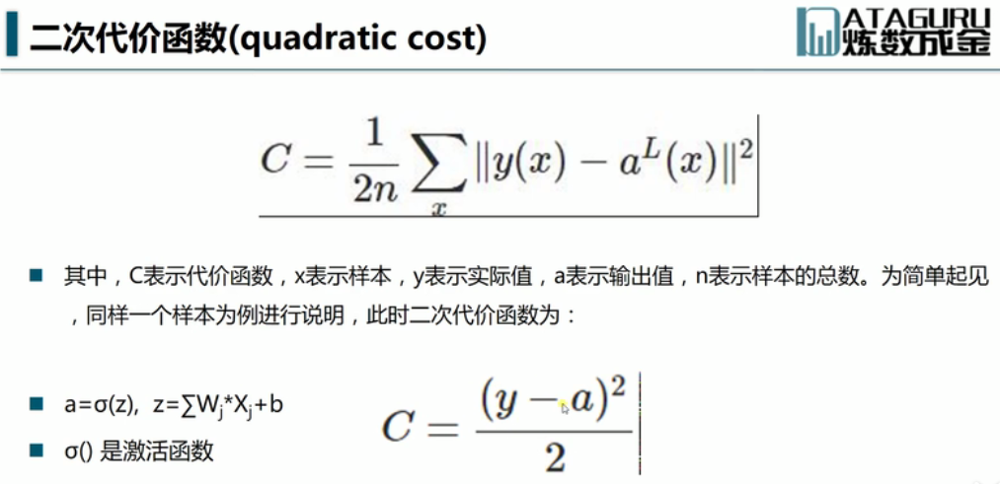 二次代价函数(quadratic cost)
ATAGURU
炼数成金
C = \frac{1}{2n} \sum_x \|y(x) - a^L(x)\|^2
其中，C表示代价函数，x表示样本，y表示实际值，a表示输出值，n表示样本的总数。为简单起见
，同样一个样本为例进行说明，此时二次代价函数为：
a=σ(z), z=∑W_j*X_j+b
C = \frac{(y-a)^2}{2}
σ() 是激活函数